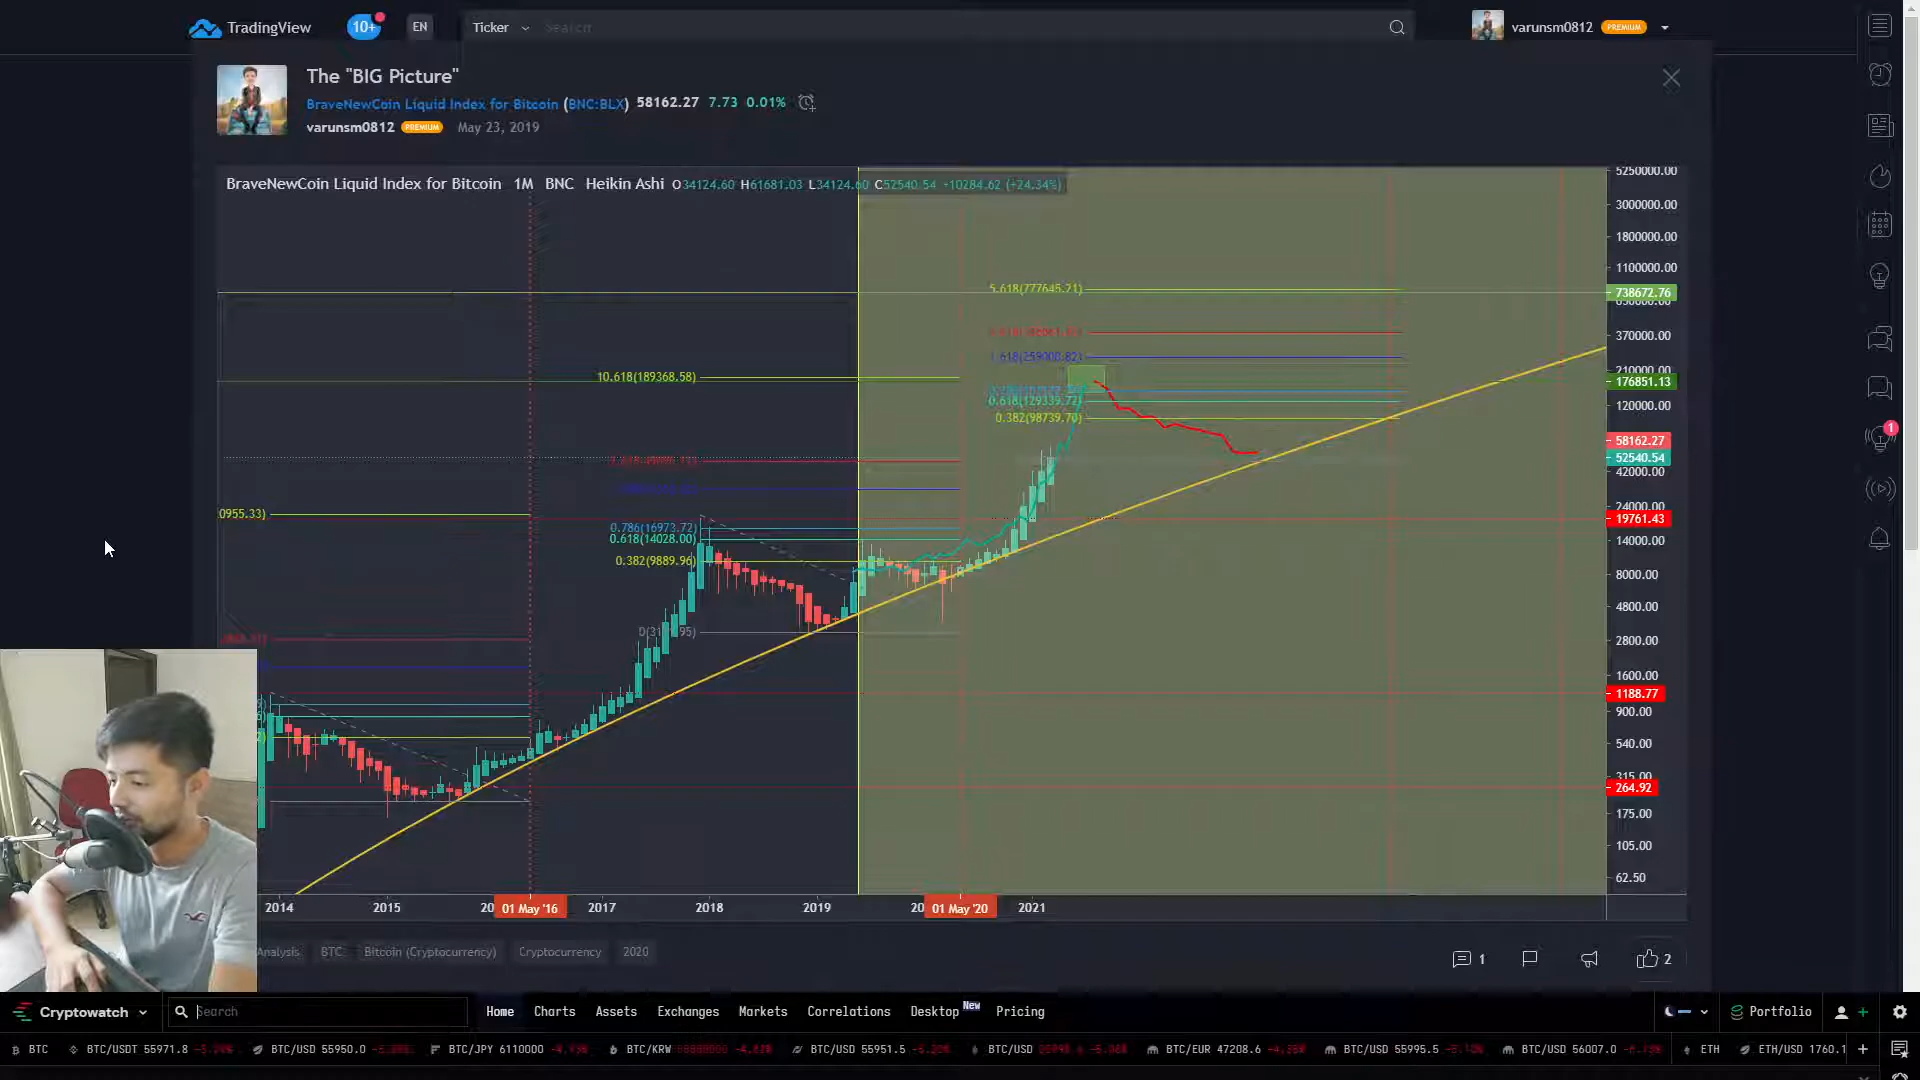 TradingView
10+
EN
Ticker
Search
varunsm0812 PREMIUM
The "BIG Picture"
BraveNewCoin Liquid Index for Bitcoin (BNC:BLX) 58162.27 7.73 0.01%
varunsm0812 PREMIUM May 23, 2019
BraveNewCoin Liquid Index for Bitcoin 1M BNC Heikin Ashi O34124.60 H61681.03 L34124.60 C52540.54 +10284.62 (+24.34%)
5250000.00
3000000.00
1800000.00
1100000.00
5.618(777645.21)
738672.76
370000.00
1.618(259000.82)
210000.00
10.618(189368.58)
176851.13
0.618(129339.72)
120000.00
0.382(98739.70)
58162.27
52540.54
42000.00
24000.00
0955.33)
19761.43
0.786(16973.72)
0.618(14028.00)
14000.00
0.382(9889.96)
8000.00
4800.00
2800.00
1600.00
1188.77
900.00
540.00
315.00
264.92
175.00
105.00
62.50
1
2014 2015 20 01 May '16 2017 2018 2019 20 01 May '20 2021
Analysis BTC Bitcoin (Cryptocurrency) Cryptocurrency 2020
1
2
Cryptowatch
Search
Home Charts Assets Exchanges Markets Correlations Desktop New Pricing
Portfolio
BTC BTC/USDT 55971.8 BTC/USD 55950.0 BTC/JPY 6110000 BTC/KRW BTC/USD 55951.5 BTC/USD BTC/EUR 47208.6 BTC/USD 55995.5 BTC/USD 56007.0 ETH ETH/USD 1760.1